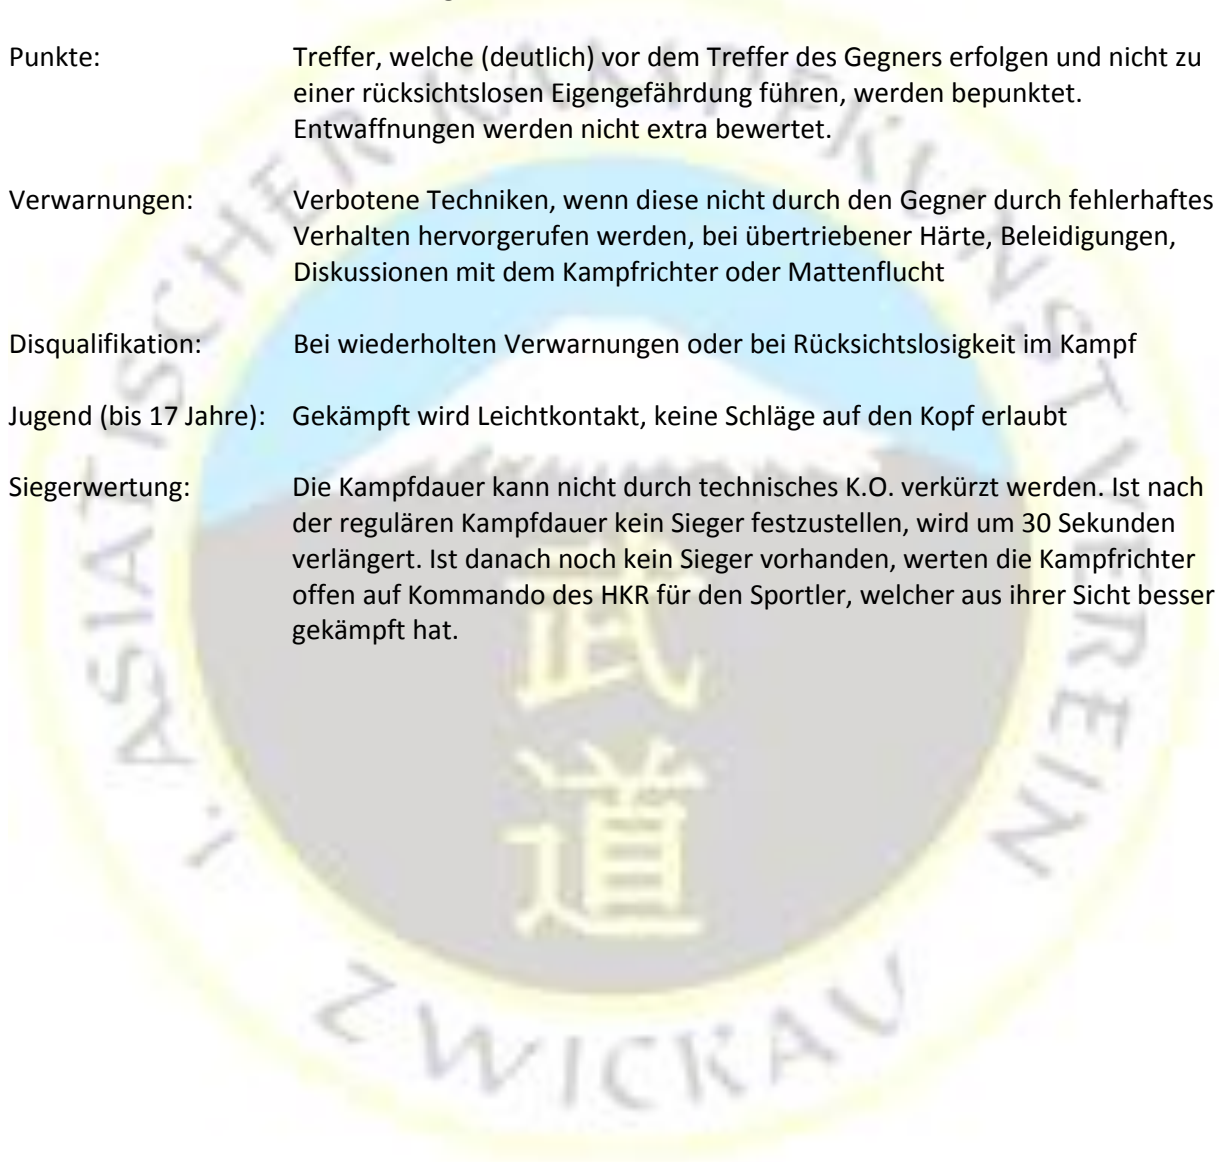 Punkte: Treffer, welche (deutlich) vor dem Treffer des Gegners erfolgen und nicht zu
einer rücksichtslosen Eigengefährdung führen, werden bepunktet.
Entwaffnungen werden nicht extra bewertet.
Verwarnungen: Verbotene Techniken, wenn diese nicht durch den Gegner durch fehlerhaftes
Verhalten hervorgerufen werden, bei übertriebener Härte, Beleidigungen,
Diskussionen mit dem Kampfrichter oder Mattenflucht
Disqualifikation: Bei wiederholten Verwarnungen oder bei Rücksichtslosigkeit im Kampf
Jugend (bis 17 Jahre): Gekämpft wird Leichtkontakt, keine Schläge auf den Kopf erlaubt
Siegerwertung: Die Kampfdauer kann nicht durch technisches K.O. verkürzt werden. Ist nach
der regulären Kampfdauer kein Sieger festzustellen, wird um 30 Sekunden
verlängert. Ist danach noch kein Sieger vorhanden, werten die Kampfrichter
offen auf Kommando des HKR für den Sportler, welcher aus ihrer Sicht besser
gekämpft hat.
1. ASIATISCHER KAMPFKUNSTVEREIN
ZWICKAU
武
道